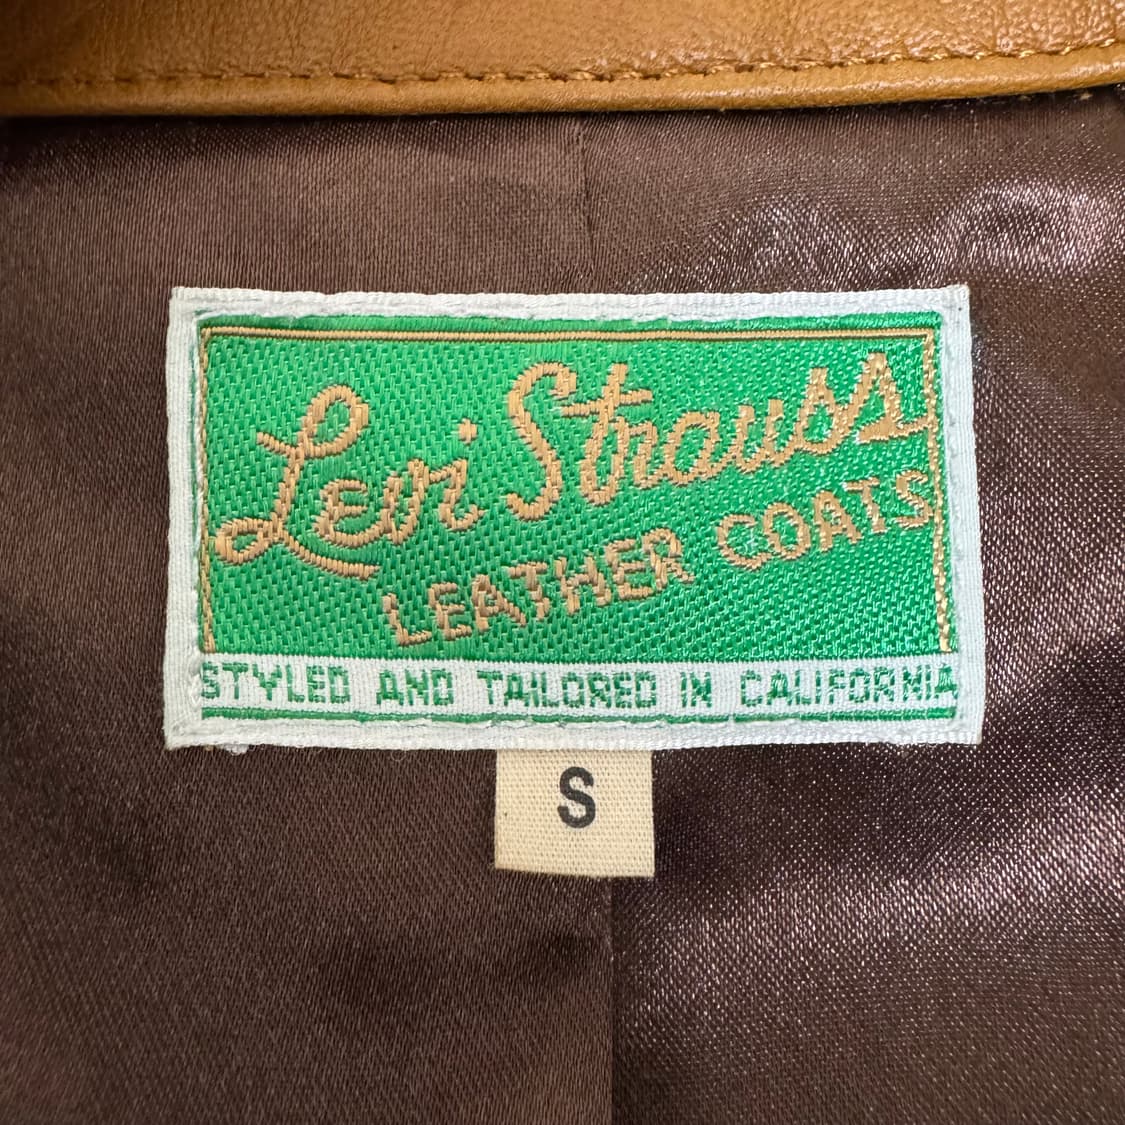 Levi Strauss
LEATHER COATS
STYLED AND TAILORED IN CALIFORNIA
S